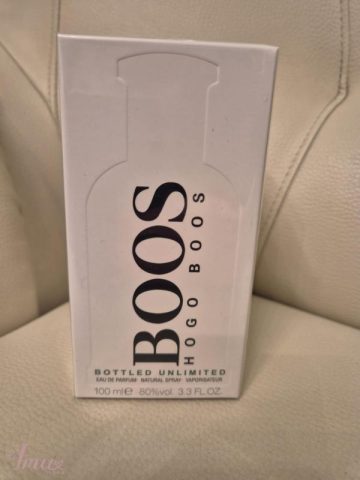 BOOS
HOGO BOOS
BOTTLED UNLIMITED
EAU DE PARFUM NATURAL SPRAY VAPORISATEUR
100 ml e 80%vol 3.3 FL.OZ.